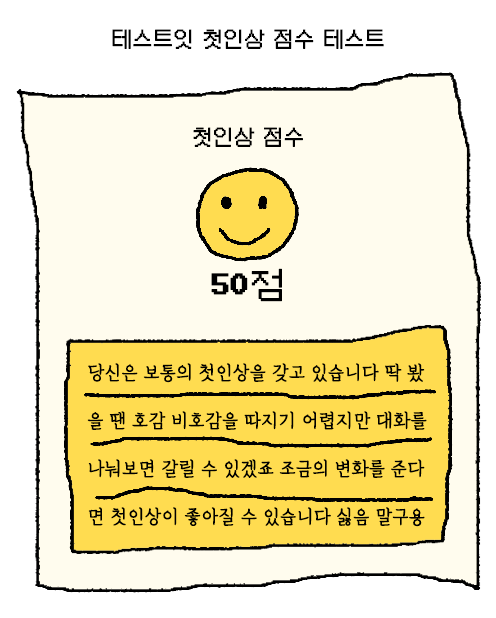 테스트잇 첫인상 점수 테스트
첫인상 점수
50점
당신은 보통의 첫인상을 갖고 있습니다 딱 봤
을 땐 호감 비호감을 따지기 어렵지만 대화를
나눠보면 갈릴 수 있겠죠 조금의 변화를 준다
면 첫인상이 좋아질 수 있습니다 싫음 말구용